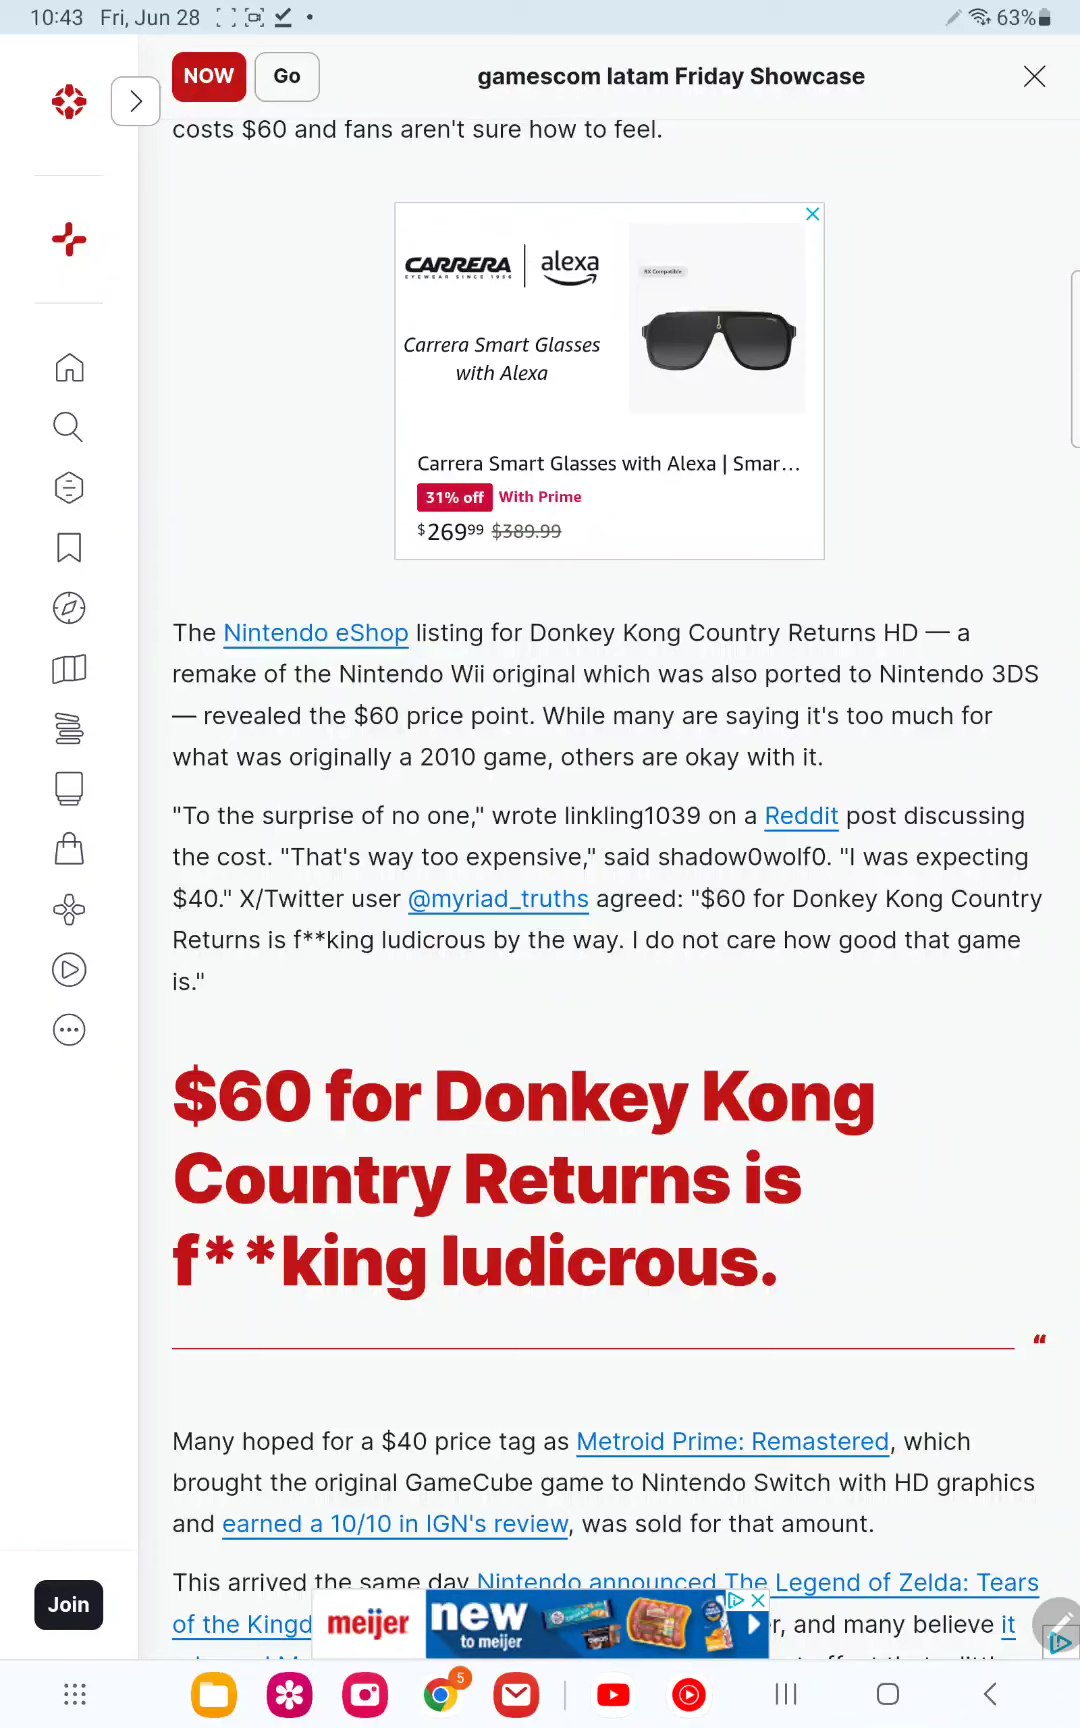 10:43 Fri, Jun 28
63%
NOW Go gamescom latam Friday Showcase
costs $60 and fans aren't sure how to feel.
CARRERA alexa
EYEWEAR SINCE 1956
Carrera Smart Glasses
with Alexa
Carrera Smart Glasses with Alexa | Smar...
31% off With Prime
$269 99 $389.99
The Nintendo eShop listing for Donkey Kong Country Returns HD — a
remake of the Nintendo Wii original which was also ported to Nintendo 3DS
— revealed the $60 price point. While many are saying it's too much for
what was originally a 2010 game, others are okay with it.
"To the surprise of no one," wrote linkling1039 on a Reddit post discussing
the cost. "That's way too expensive," said shadow0wolf0. "I was expecting
$40." X/Twitter user @myriad_truths agreed: "$60 for Donkey Kong Country
Returns is f**king ludicrous by the way. I do not care how good that game
is."
$60 for Donkey Kong
Country Returns is
f**king ludicrous.
“
Many hoped for a $40 price tag as Metroid Prime: Remastered, which
brought the original GameCube game to Nintendo Switch with HD graphics
and earned a 10/10 in IGN's review, was sold for that amount.
This arrived the same day Nintendo announced The Legend of Zelda: Tears
of the Kingd
r, and many believe it
Join
meijer new
to meijer
5